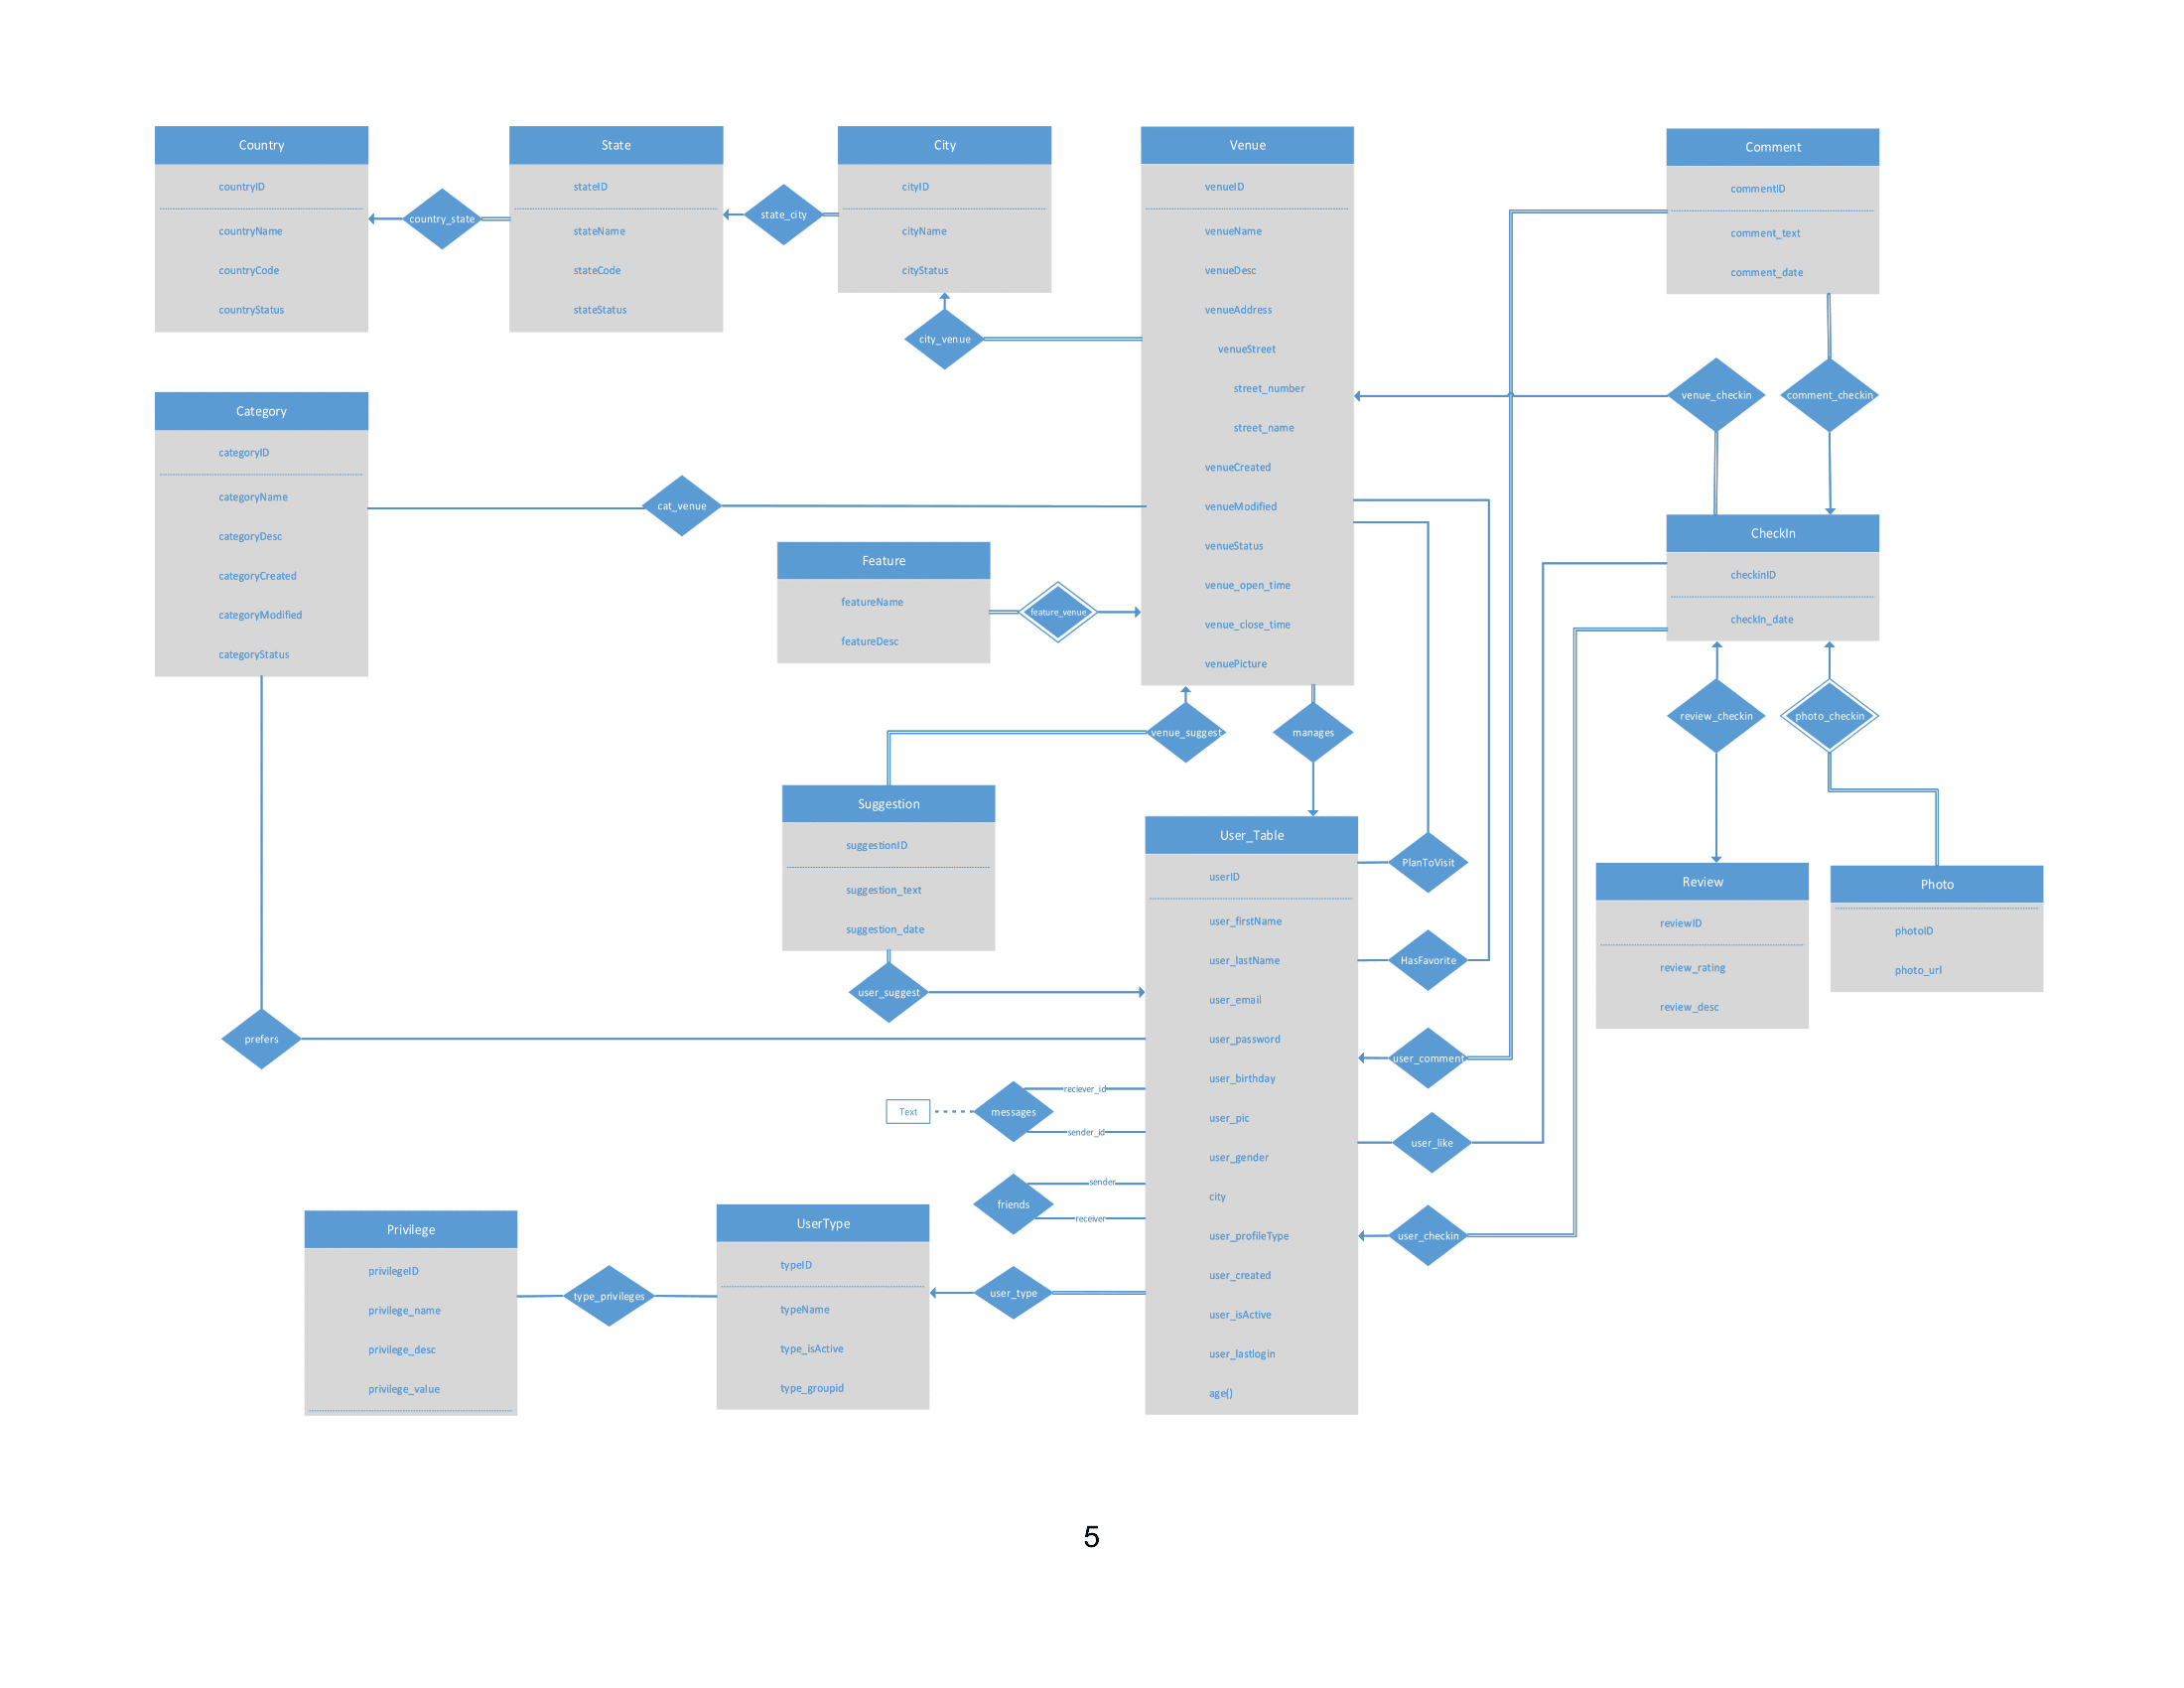 Country
countryID
countryName
countryCode
countryStatus
country_state
State
stateID
stateName
stateCode
stateStatus
state_city
City
cityID
cityName
cityStatus
city_venue
Venue
venueID
venueName
venueDesc
venueAddress
venueStreet
street_number
street_name
venueCreated
venueModified
venueStatus
venue_open_time
venue_close_time
venuePicture
Comment
commentID
comment_text
comment_date
venue_checkin
comment_checkin
Category
categoryID
categoryName
categoryDesc
categoryCreated
categoryModified
categoryStatus
cat_venue
Feature
featureName
featureDesc
feature_venue
CheckIn
checkinID
checkIn_date
review_checkin
photo_checkin
venue_suggest
manages
Suggestion
suggestionID
suggestion_text
suggestion_date
user_suggest
User_Table
userID
user_firstName
user_lastName
user_email
user_password
user_birthday
user_pic
user_gender
city
user_profileType
user_created
user_isActive
user_lastlogin
age()
PlanToVisit
HasFavorite
user_comment
user_like
user_checkin
Review
reviewID
review_rating
review_desc
Photo
photoID
photo_url
prefers
reciever_id
Text
messages
sender_id
sender
friends
receiver
Privilege
privilegeID
privilege_name
privilege_desc
privilege_value
type_privileges
UserType
typeID
typeName
type_isActive
type_groupid
user_type
5